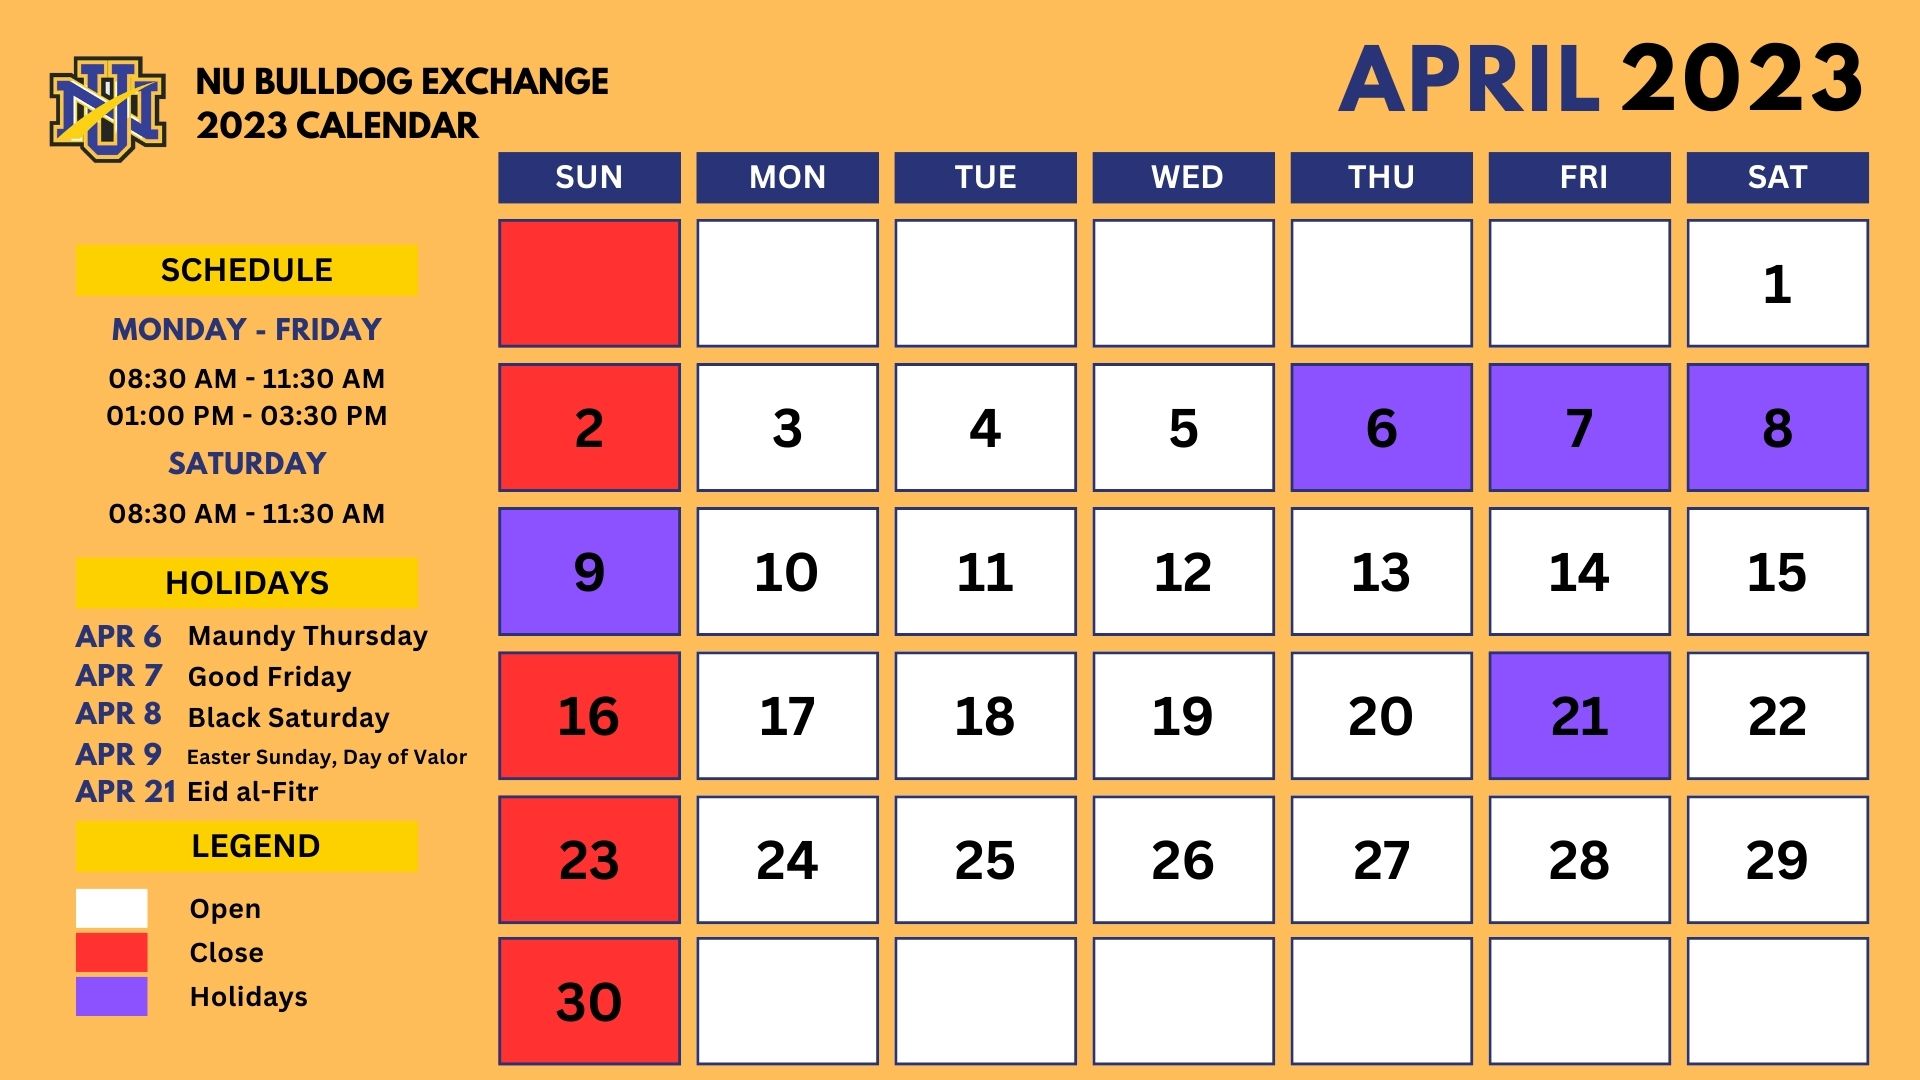 NU BULLDOG EXCHANGE
2023 CALENDAR
APRIL 2023
SUN MON TUE WED THU FRI SAT
1
2 3 4 5 6 7 8
9 10 11 12 13 14 15
16 17 18 19 20 21 22
23 24 25 26 27 28 29
30
SCHEDULE
MONDAY - FRIDAY
08:30 AM - 11:30 AM
01:00 PM - 03:30 PM
SATURDAY
08:30 AM - 11:30 AM
HOLIDAYS
APR 6 Maundy Thursday
APR 7 Good Friday
APR 8 Black Saturday
APR 9 Easter Sunday, Day of Valor
APR 21 Eid al-Fitr
LEGEND
Open
Close
Holidays